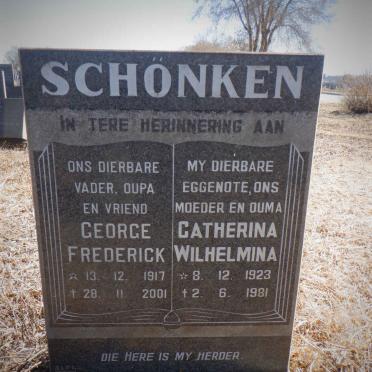 SCHÖNKEN
IN TERE HERINNERING AAN
ONS DIERBARE
VADER, OUPA
EN VRIEND
GEORGE
FREDERICK
☆ 13. 12. 1917
† 28. 11. 2001
MY DIERBARE
EGGENOTE, ONS
MOEDER EN OUMA
CATHERINA
WILHELMINA
☆ 8. 12. 1923
† 2. 6. 1981
DIE HERE IS MY HERDER.